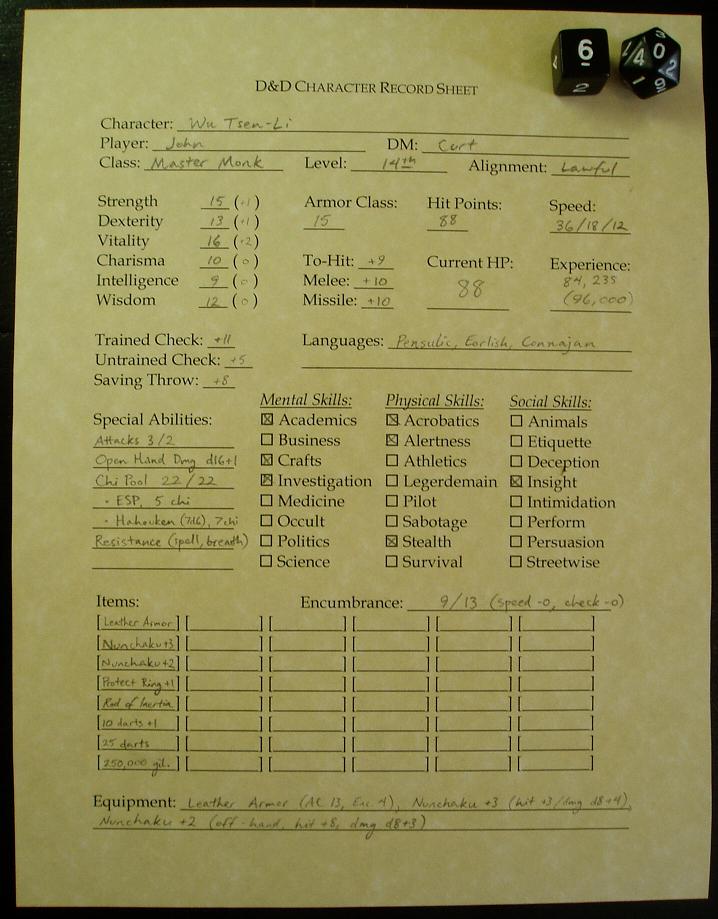 6
2
4
0
2
1
9
D&D CHARACTER RECORD SHEET
Character: Wu Tsen-Li
Player: John DM: Curt
Class: Master Monk Level: 14th Alignment: Lawful
Strength 15 (+1) Armor Class: Hit Points: Speed:
Dexterity 13 (+1) 15 88 36/18/12
Vitality 16 (+2)
Charisma 10 (0) To-Hit: +9 Current HP: Experience:
Intelligence 9 (0) Melee: +10 88 84,235
Wisdom 12 (0) Missile: +10 (96,000)
Trained Check: +11 Languages: Pensulic, Eorlish, Connajam
Untrained Check: +5
Saving Throw: +8
Mental Skills: Physical Skills: Social Skills:
Special Abilities: ☒ Academics ☒ Acrobatics ☐ Animals
Attacks 3/2 ☐ Business ☒ Alertness ☐ Etiquette
Open Hand Dmg d16+1 ☒ Crafts ☐ Athletics ☐ Deception
Chi Pool 22/22 ☒ Investigation ☐ Legerdemain ☒ Insight
• ESP, 5 chi ☐ Medicine ☐ Pilot ☐ Intimidation
• Hahouken (7d6), 7chi ☐ Occult ☐ Sabotage ☐ Perform
Resistance (spell, breath) ☐ Politics ☒ Stealth ☐ Persuasion
☐ Science ☐ Survival ☐ Streetwise
Items: Encumbrance: 9/13 (speed -0, check -0)
[Leather Armor]
[Nunchaku+3]
[Nunchaku+2]
[Protect Ring+1]
[Rod of Inertia]
[10 darts +1]
[25 darts]
[250,000 gil.]
Equipment: Leather Armor (AC 13, Enc 4), Nunchaku +3 (hit +3/dmg d8+4),
Nunchaku +2 (off-hand, hit +8, dmg d8+3)